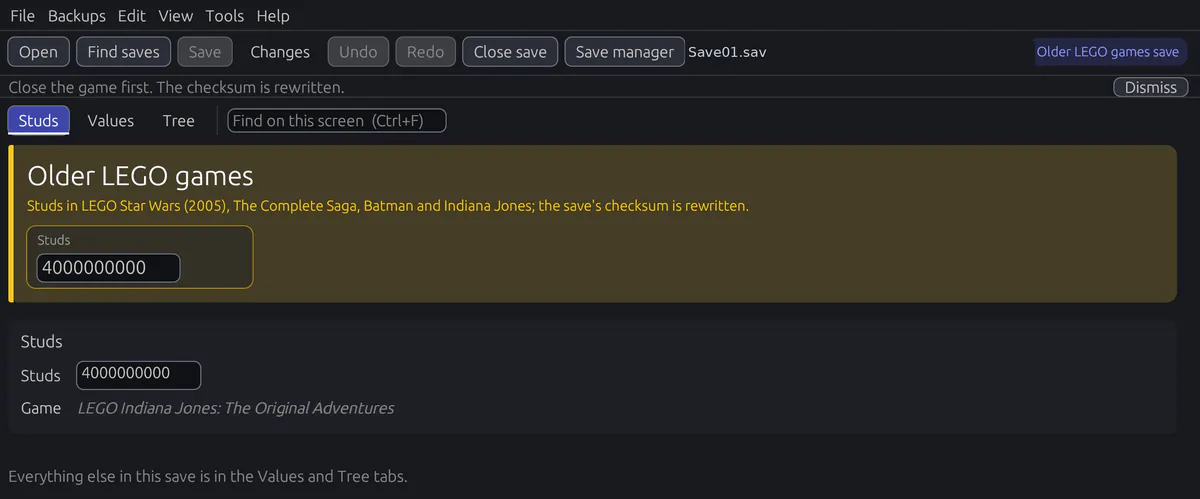 File Backups Edit View Tools Help
Open Find saves Save Changes Undo Redo Close save Save manager Save01.sav Older LEGO games save
Close the game first. The checksum is rewritten. Dismiss
Studs Values Tree Find on this screen (Ctrl+F)
Older LEGO games
Studs in LEGO Star Wars (2005), The Complete Saga, Batman and Indiana Jones; the save's checksum is rewritten.
Studs
4000000000
Studs
Studs 4000000000
Game LEGO Indiana Jones: The Original Adventures
Everything else in this save is in the Values and Tree tabs.